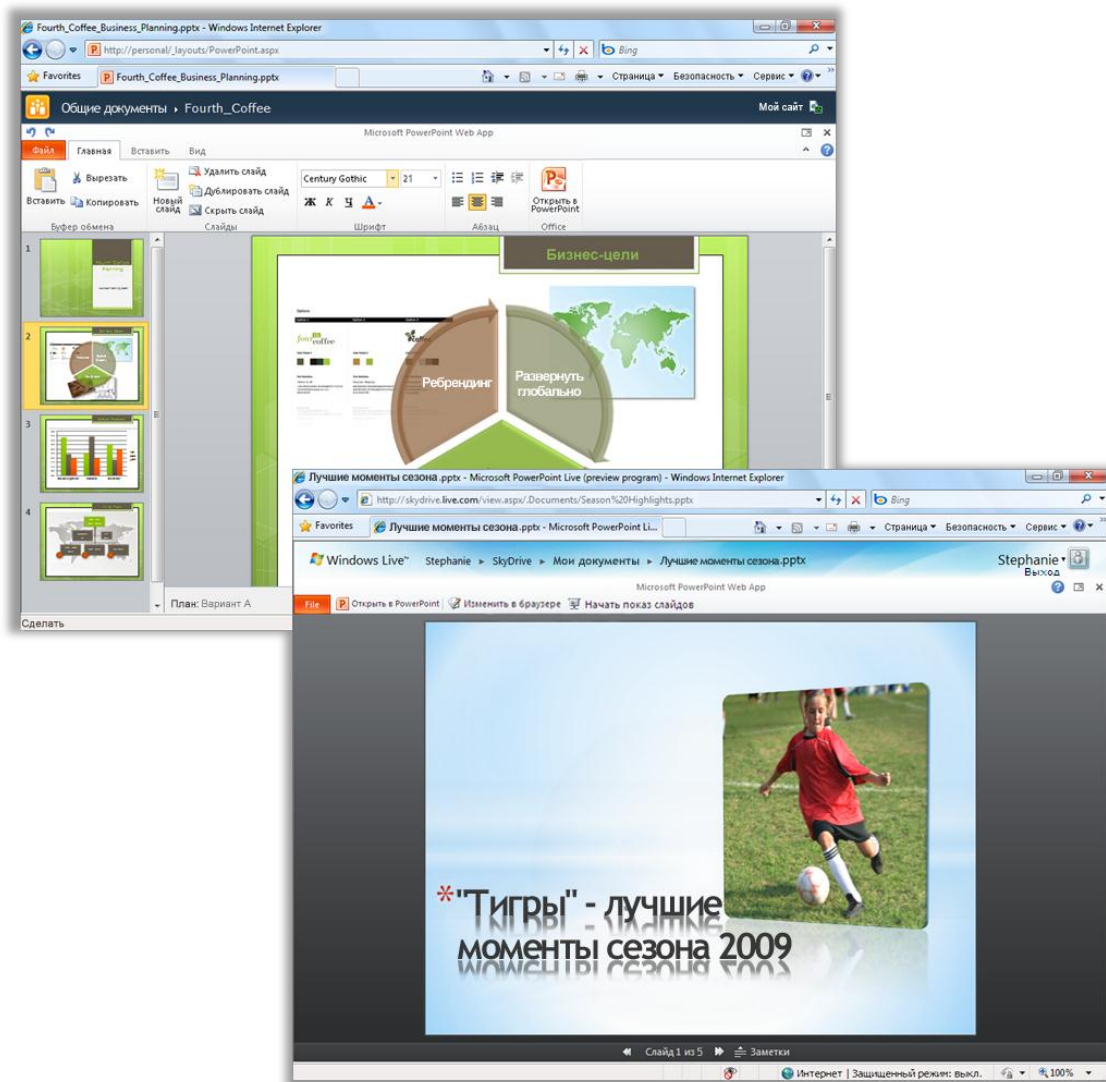 Fourth_Coffee_Business_Planning.pptx - Windows Internet Explorer
http://personal/_layouts/PowerPoint.aspx
Bing
Favorites
Fourth_Coffee_Business_Planning.pptx
Страница
Безопасность
Сервис
Общие документы
Fourth_Coffee
Мой сайт
Microsoft PowerPoint Web App
Файл
Главная
Вставить
Вид
Вставить
Вырезать
Копировать
Буфер обмена
Новый слайд
Удалить слайд
Дублировать слайд
Скрыть слайд
Слайды
Century Gothic
21
Ж К Ч А
Шрифт
Абзац
Открыть в PowerPoint
Office
1
2
3
4
Бизнес-цели
four coffee
coffee
Ребрендинг
Развернуть
глобально
План: Вариант А
Сделать
Лучшие моменты сезона.pptx - Microsoft PowerPoint Live (preview program) - Windows Internet Explorer
http://skydrive.live.com/view.aspx/.Documents/Season%20Highlights.pptx
Bing
Favorites
Лучшие моменты сезона.pptx - Microsoft PowerPoint Li...
Страница
Безопасность
Сервис
Windows Live™
Stephanie
SkyDrive
Мои документы
Лучшие моменты сезона.pptx
Stephanie
Выход
Microsoft PowerPoint Web App
File
Открыть в PowerPoint
Изменить в браузере
Начать показ слайдов
*"Тигры" - лучшие
моменты сезона 2009
Слайд 1 из 5
Заметки
Интернет | Защищенный режим: выкл.
100%